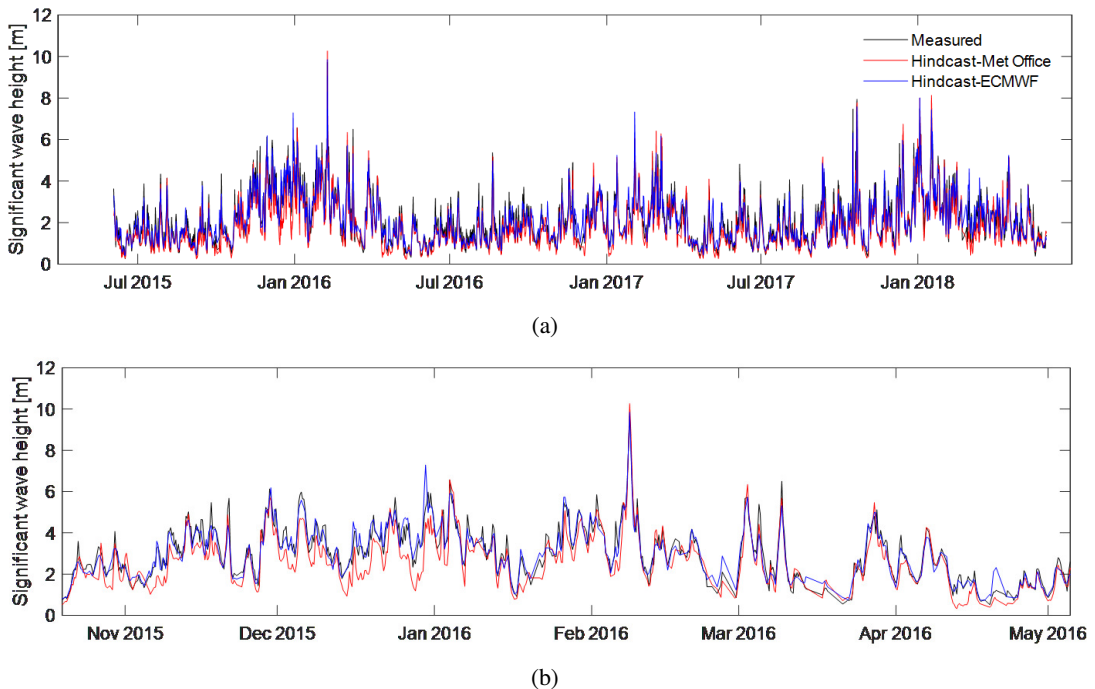 12
10
8
6
4
2
0
Significant wave height [m]
Measured
Hindcast-Met Office
Hindcast-ECMWF
Jul 2015
Jan 2016
Jul 2016
Jan 2017
Jul 2017
Jan 2018
(a)
12
10
8
6
4
2
0
Significant wave height [m]
Nov 2015
Dec 2015
Jan 2016
Feb 2016
Mar 2016
Apr 2016
May 2016
(b)